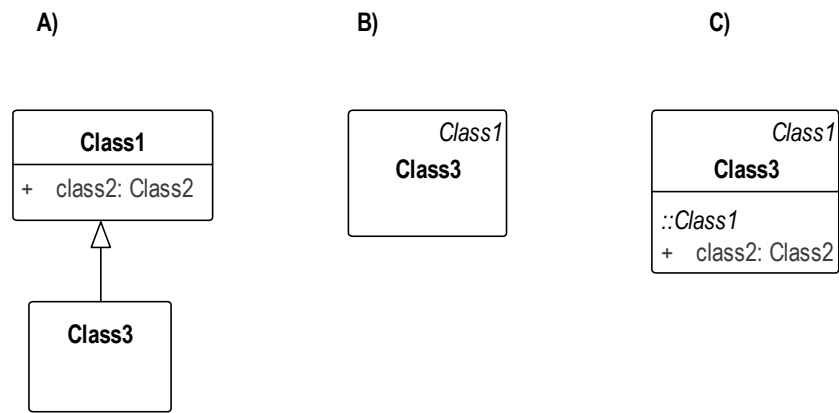 A)
B)
C)
Class1
+ class2: Class2
Class3
Class1
Class3
Class1
Class3
::Class1
+ class2: Class2